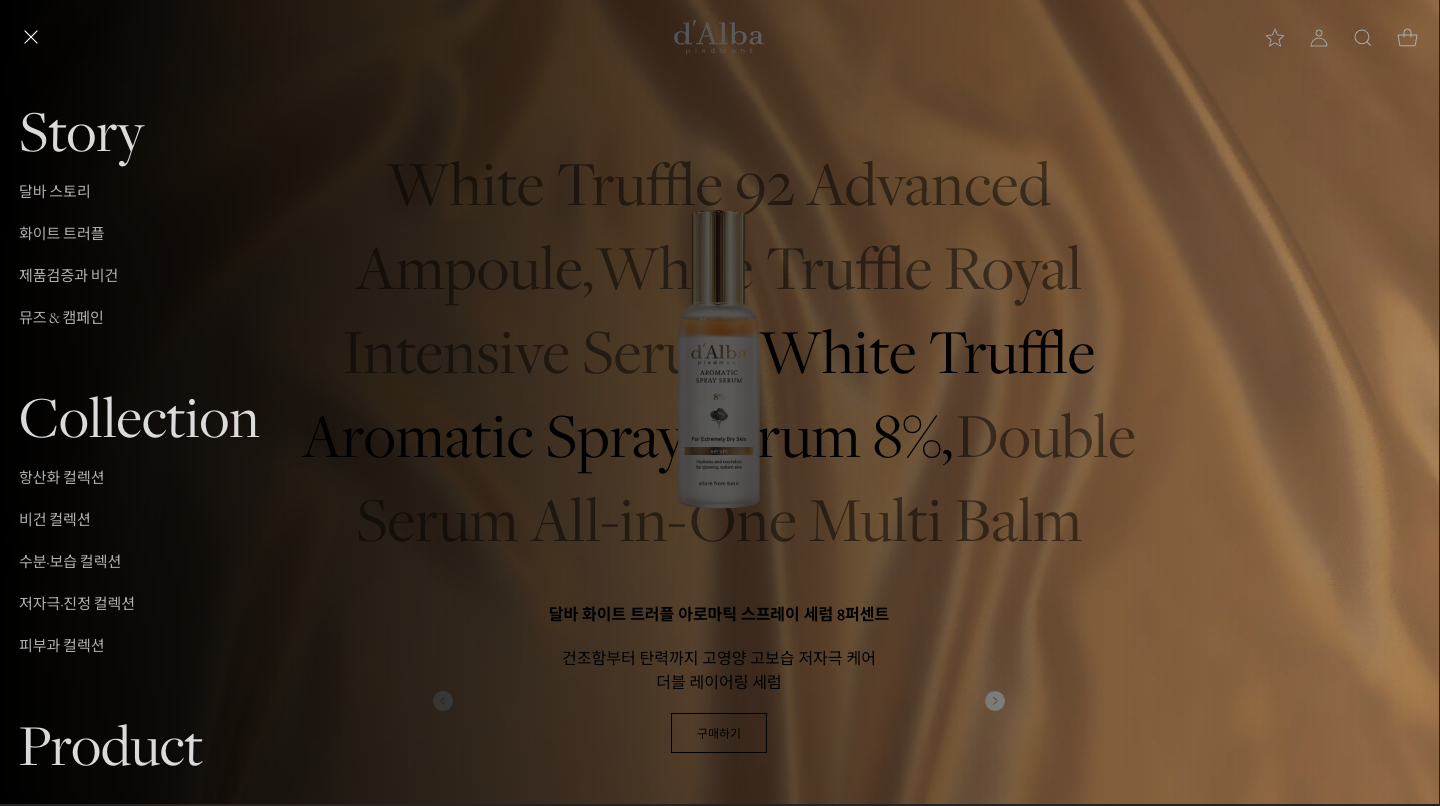 d'Alba
piedmont
Story
달바 스토리
화이트 트러플
제품검증과 비건
뮤즈 & 캠페인
Collection
항산화 컬렉션
비건 컬렉션
수분·보습 컬렉션
저자극·진정 컬렉션
피부과 컬렉션
Product
White Truffle 92 Advanced
Ampoule, White Truffle Royal
Intensive Seru White Truffle
Aromatic Spray rum 8%, Double
Serum All-in-One Multi Balm
d'Alba
piedmont
AROMATIC
SPRAY SERUM
8%
For Extremely Dry Skin
allure from basic
달바 화이트 트러플 아로마틱 스프레이 세럼 8퍼센트
건조함부터 탄력까지 고영양 고보습 저자극 케어
더블 레이어링 세럼
구매하기